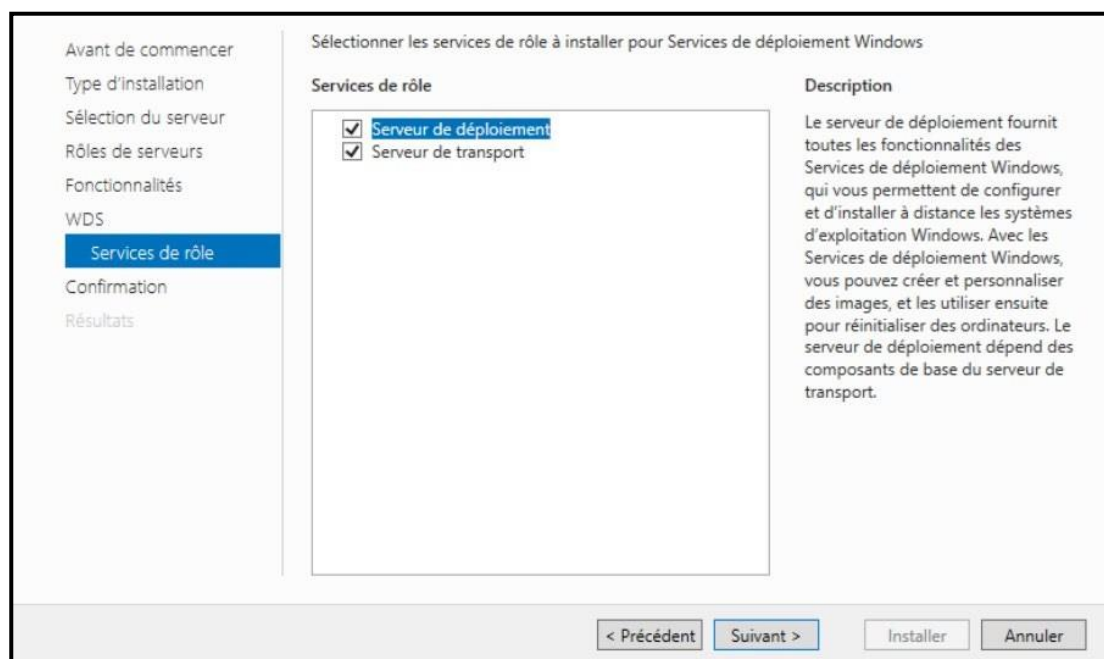 Avant de commencer
Type d'installation
Sélection du serveur
Rôles de serveurs
Fonctionnalités
WDS
Services de rôle
Confirmation
Résultats
Sélectionner les services de rôle à installer pour Services de déploiement Windows
Services de rôle
Serveur de déploiement
Serveur de transport
Description
Le serveur de déploiement fournit
toutes les fonctionnalités des
Services de déploiement Windows,
qui vous permettent de configurer
et d'installer à distance les systèmes
d'exploitation Windows. Avec les
Services de déploiement Windows,
vous pouvez créer et personnaliser
des images, et les utiliser ensuite
pour réinitialiser des ordinateurs. Le
serveur de déploiement dépend des
composants de base du serveur de
transport.
< Précédent
Suivant >
Installer
Annuler